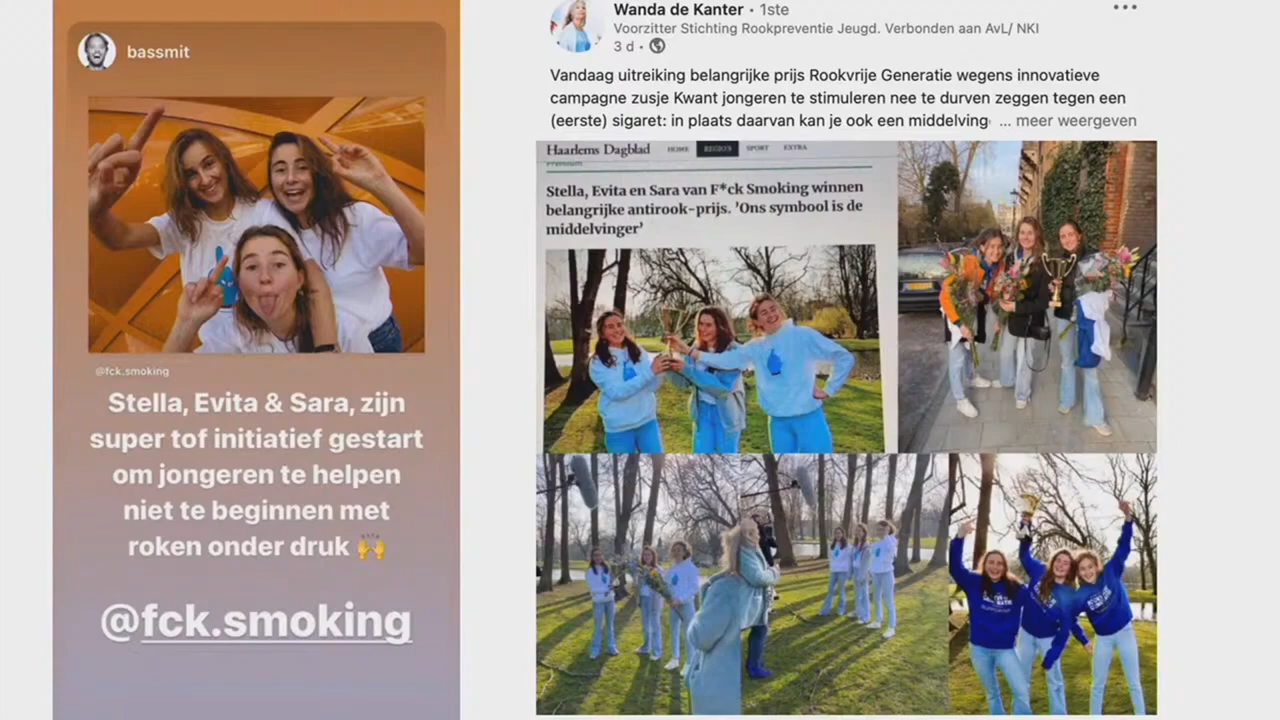 bassmit
@fck.smoking
Stella, Evita & Sara, zijn
super tof initiatief gestart
om jongeren te helpen
niet te beginnen met
roken onder druk 🙌
@fck.smoking
Wanda de Kanter • 1ste
Voorzitter Stichting Rookpreventie Jeugd. Verbonden aan AvL/ NKI
3 d •
Vandaag uitreiking belangrijke prijs Rookvrije Generatie wegens innovatieve
campagne zusje Kwant jongeren te stimuleren nee te durven zeggen tegen een
(eerste) sigaret: in plaats daarvan kan je ook een middelving ... meer weergeven
Haarlems Dagblad HOME REGIO'S SPORT EXTRA
Premium
Stella, Evita en Sara van F*ck Smoking winnen
belangrijke antirook-prijs. 'Ons symbool is de
middelvinger'